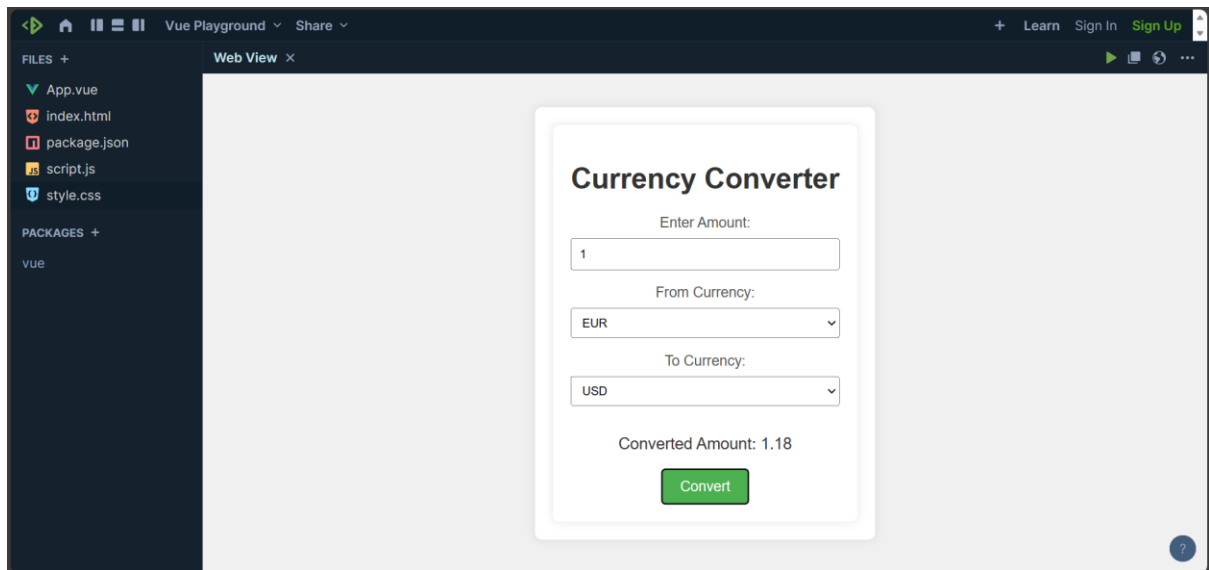 Vue Playground Share + Learn Sign In Sign Up
FILES +
Web View ×
App.vue
index.html
package.json
JS script.js
style.css
PACKAGES +
vue
Currency Converter
Enter Amount:
1
From Currency:
EUR
To Currency:
USD
Converted Amount: 1.18
Convert
?